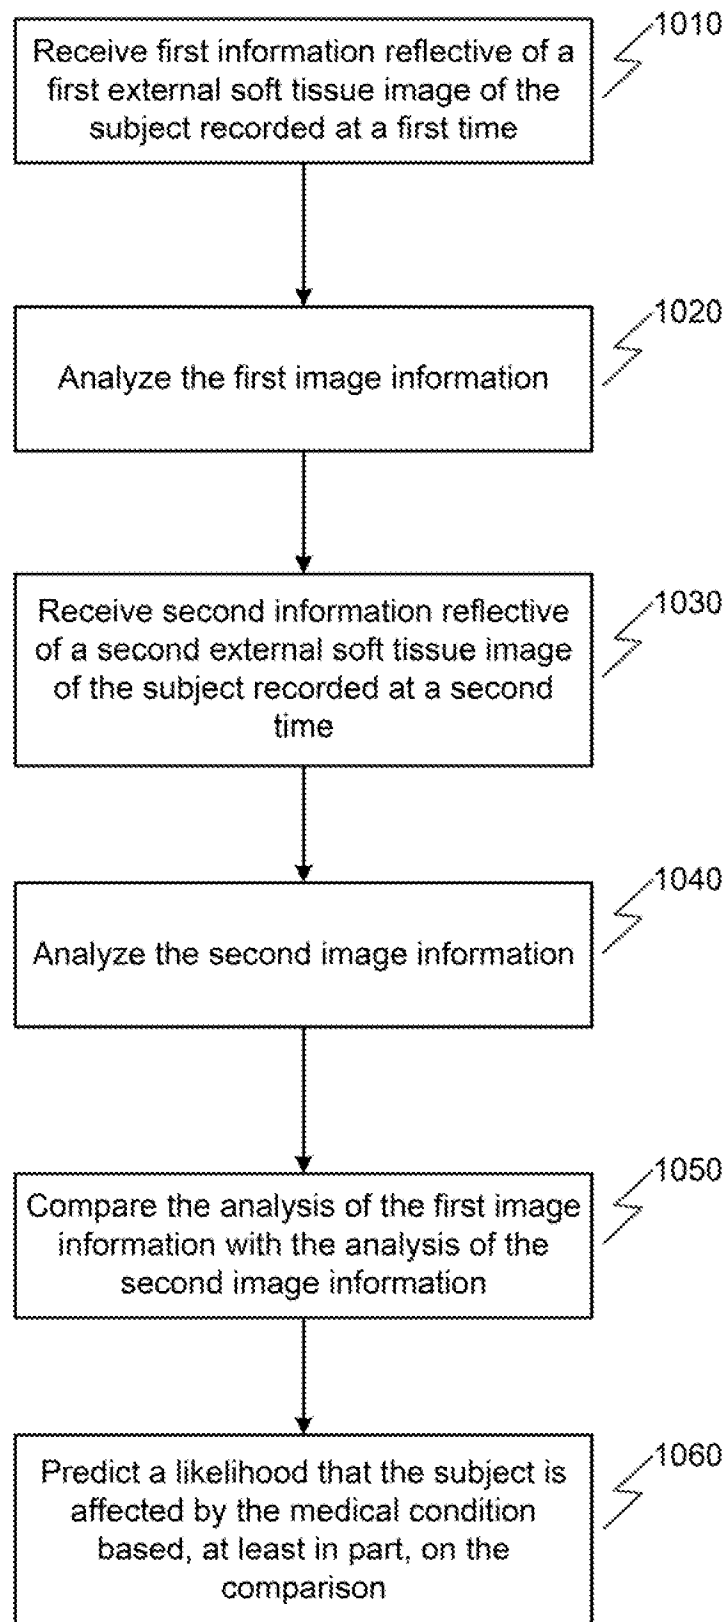 1010
Receive first information reflective of a
first external soft tissue image of the
subject recorded at a first time
1020
Analyze the first image information
1030
Receive second information reflective
of a second external soft tissue image
of the subject recorded at a second
time
1040
Analyze the second image information
1050
Compare the analysis of the first image
information with the analysis of the
second image information
1060
Predict a likelihood that the subject is
affected by the medical condition
based, at least in part, on the
comparison